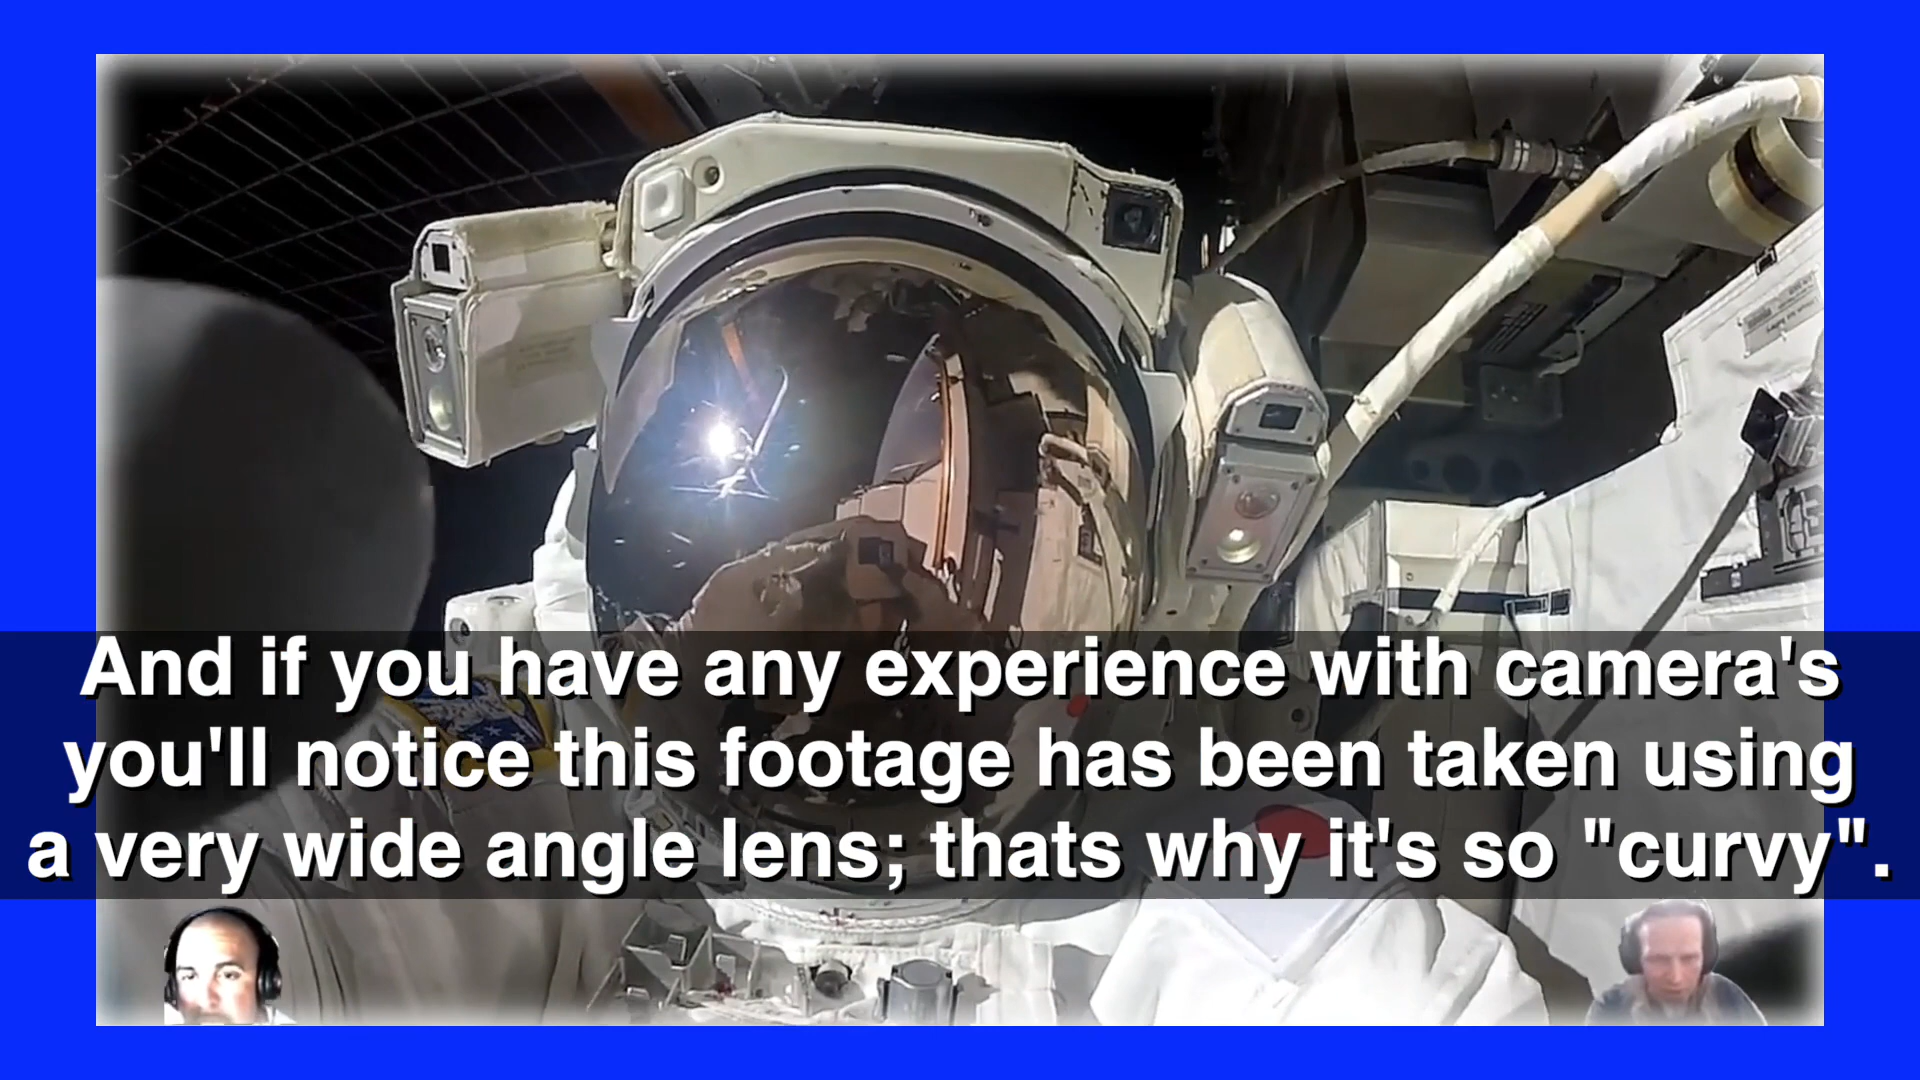 And if you have any experience with camera's
you'll notice this footage has been taken using
a very wide angle lens; thats why it's so "curvy".